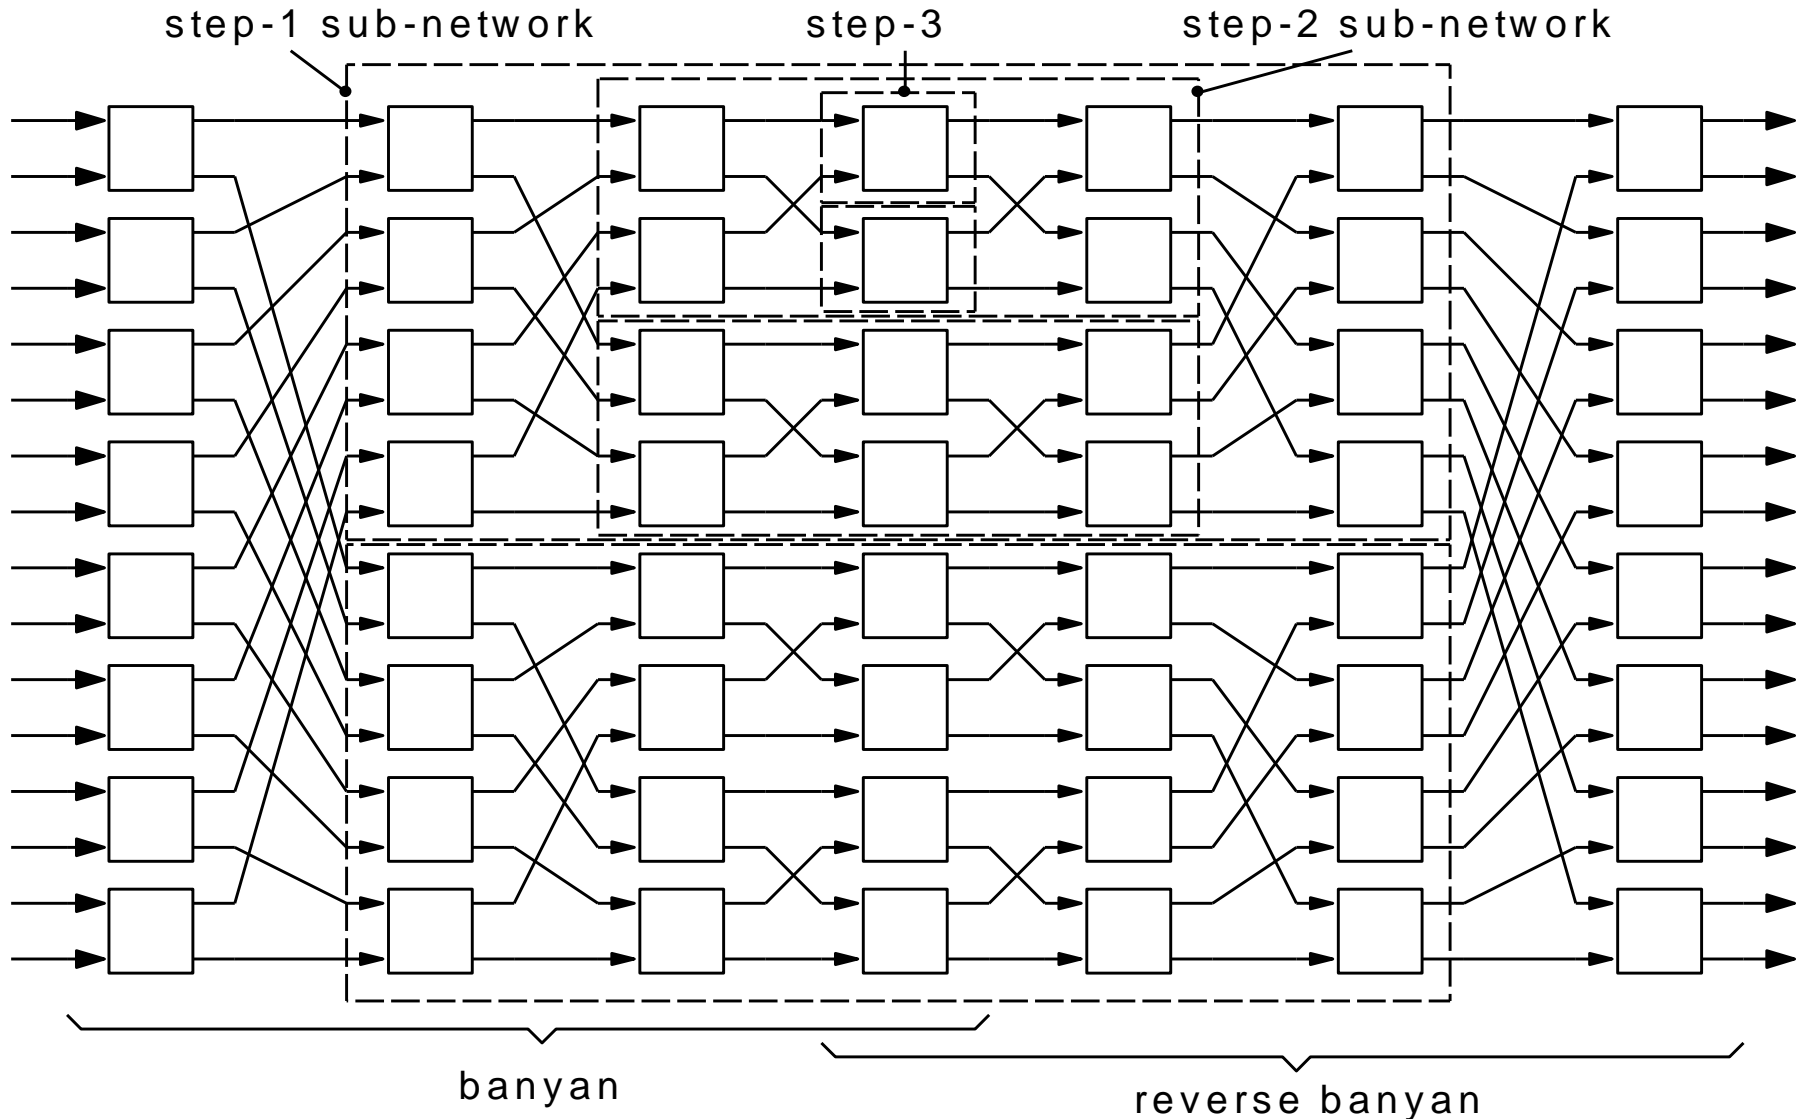 step-1 sub-network
step-3
step-2 sub-network
banyan
reverse banyan